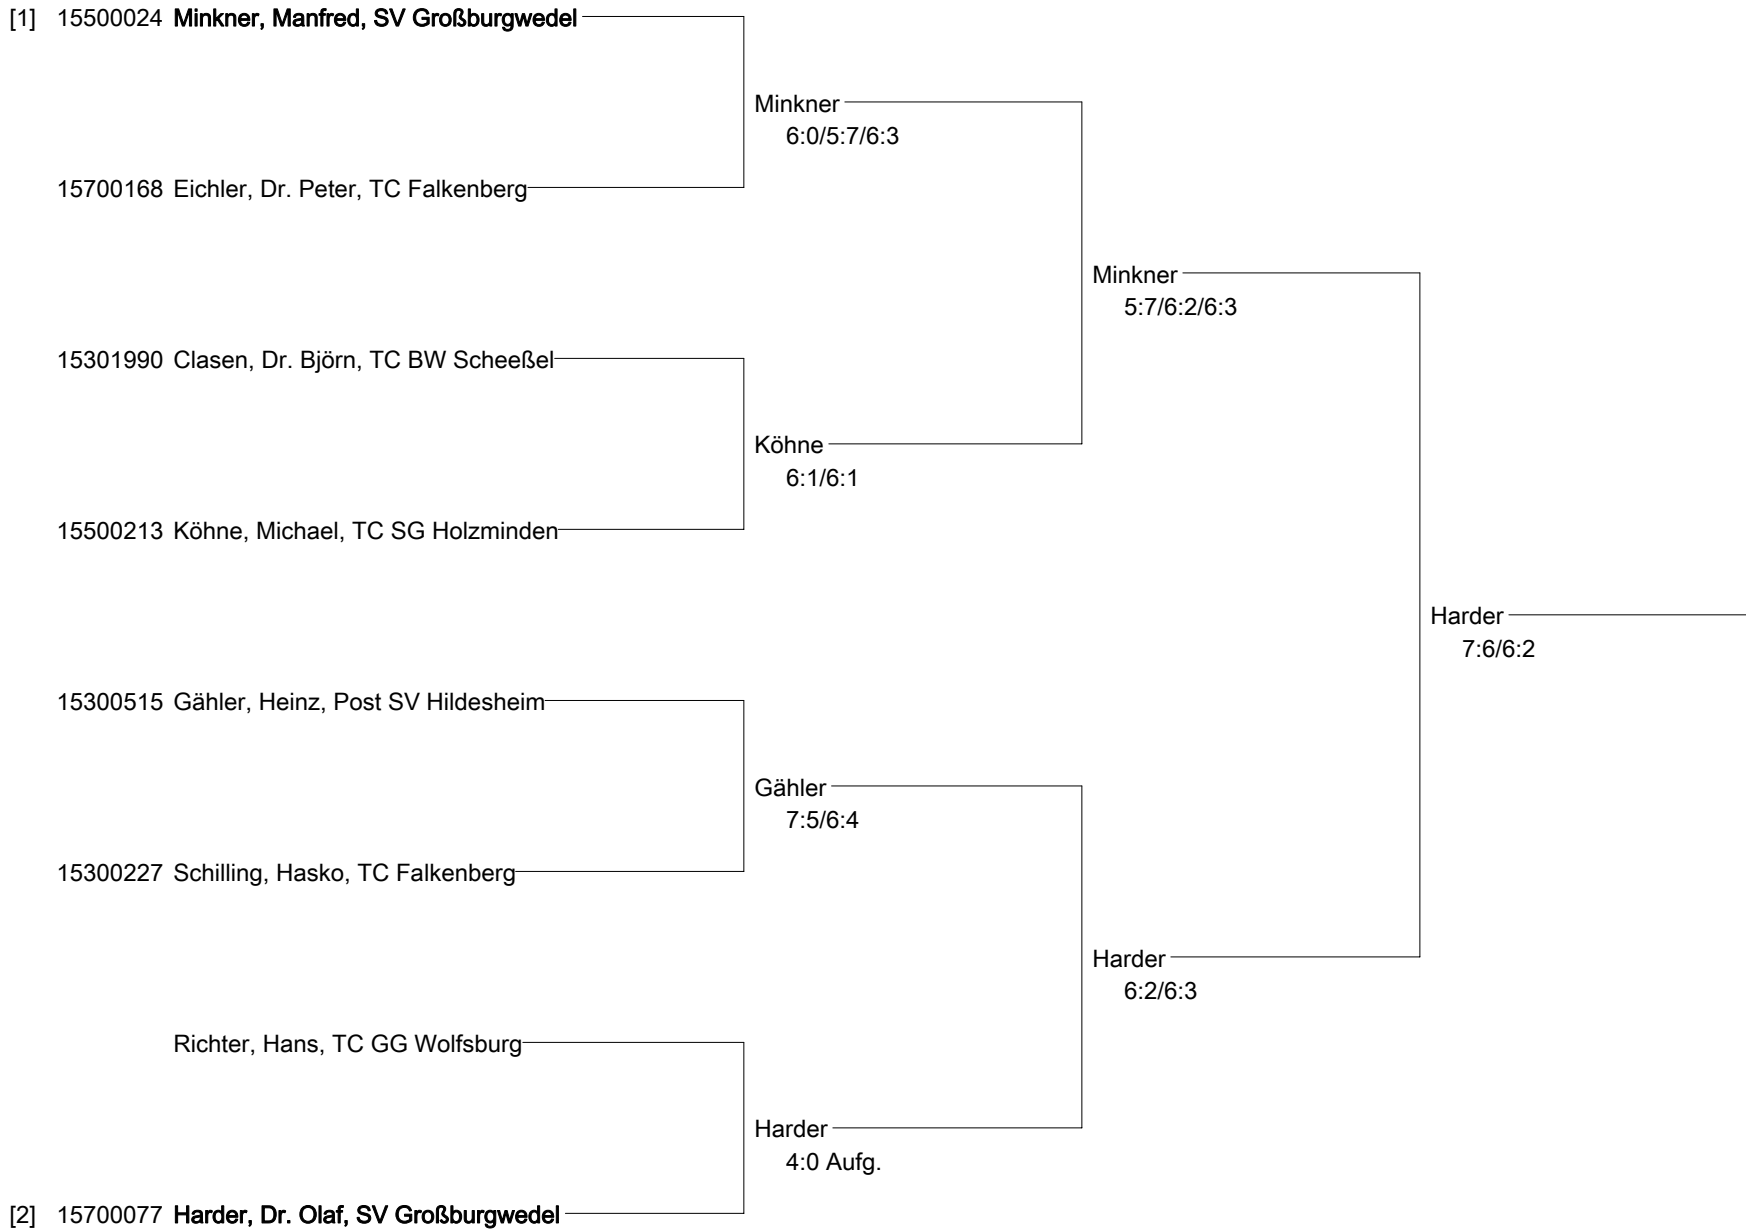 [1] 15500024 Minkner, Manfred, SV Großburgwedel
Minkner
6:0/5:7/6:3
15700168 Eichler, Dr. Peter, TC Falkenberg
Minkner
5:7/6:2/6:3
15301990 Clasen, Dr. Björn, TC BW Scheeßel
Köhne
6:1/6:1
15500213 Köhne, Michael, TC SG Holzminden
Harder
7:6/6:2
15300515 Gähler, Heinz, Post SV Hildesheim
Gähler
7:5/6:4
15300227 Schilling, Hasko, TC Falkenberg
Harder
6:2/6:3
Richter, Hans, TC GG Wolfsburg
Harder
4:0 Aufg.
[2] 15700077 Harder, Dr. Olaf, SV Großburgwedel